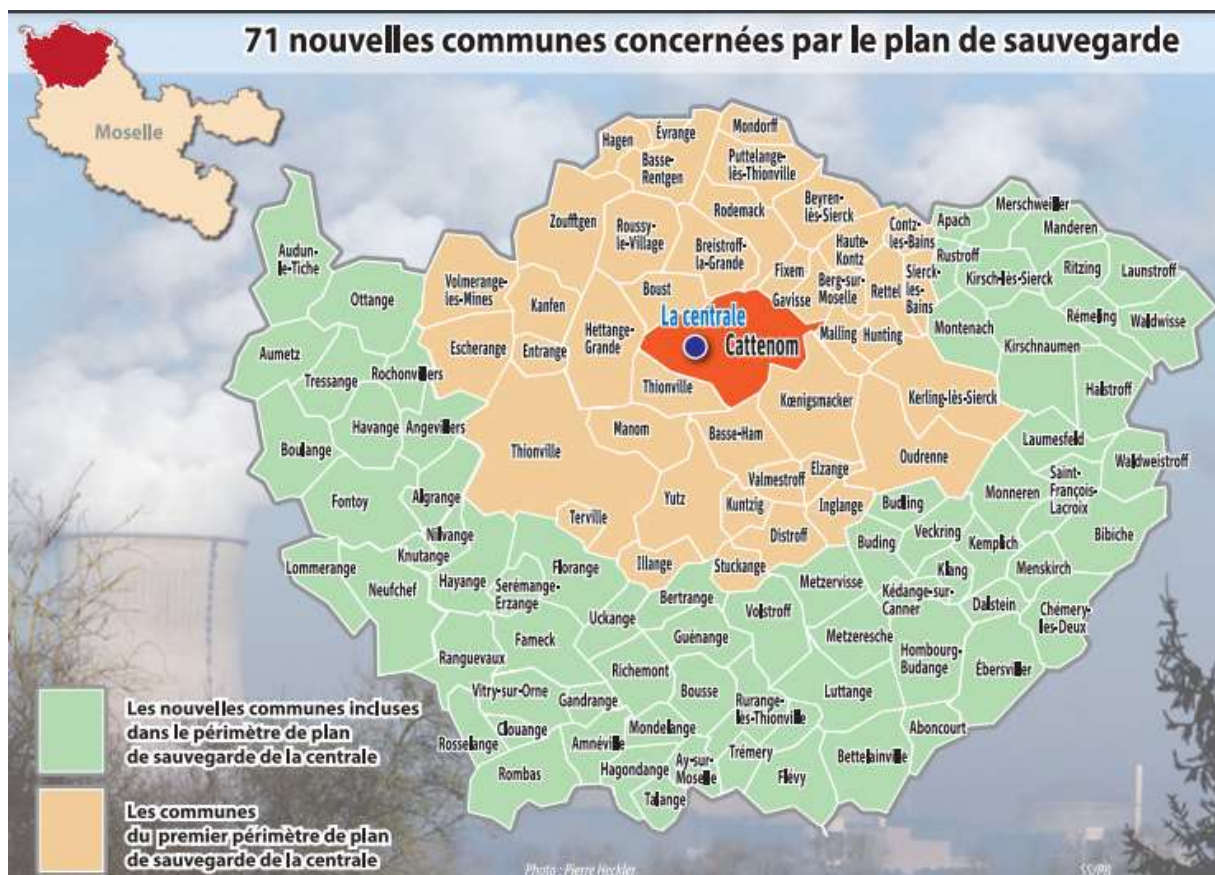 71 nouvelles communes concernées par le plan de sauvegarde
Moselle
Hagen
Évrange
Mondorff
Basse-
Rentgen
Puttelange-
lès-Thionville
Zoufftgen
Roussy-
le-Village
Rodemack
Beyren-
lès-Sierck
Breistroff-
la-Grande
Haute-
Kontz
Contz-
les-Bains
Apach
Merschweiller
Manderen
Rustroff
Kirsch-lès-Sierck
Ritzing
Launstroff
Audun-
le-Tiche
Ottange
Volmerange-
les-Mines
Kanfen
Boust
Fixem
Gavisse
Berg-sur-
Moselle
Rettel
Sierck-
les-
Bains
Montenach
Rémeling
Waldwisse
La centrale
Cattenom
Malling
Hunting
Kirschnaumen
Aumetz
Escherange
Entrange
Hettange-
Grande
Tressange
Rochonvillers
Thionville
Kœnigsmacker
Kerling-lès-Sierck
Halstroff
Boulange
Havange
Angevillers
Thionville
Manom
Basse-Ham
Oudrenne
Laumesfeld
Waldweistroff
Fontoy
Algrange
Yutz
Valmestroff
Elzange
Kuntzig
Inglange
Budling
Monneren
Saint-
François-
Lacroix
Nilvange
Terville
Distroff
Buding
Veckring
Kemplich
Bibiche
Lommerange
Knutange
Neufchef
Hayange
Serémange-
Erzange
Florange
Illange
Stuckange
Metzervisse
Klang
Menskirch
Kédange-sur-
Canner
Dalstein
Chémery-
les-Deux
Uckange
Bertrange
Volstroff
Fameck
Guénange
Metzeresche
Hombourg-
Budange
Ébersviller
Ranguevaux
Richemont
Vitry-sur-Orne
Gandrange
Bousse
Rurange-
lès-Thionville
Luttange
Aboncourt
Rosselange
Clouange
Amnéville
Mondelange
Trémery
Bettelainville
Rombas
Hagondange
Ay-sur-
Moselle
Flévy
Talange
Les nouvelles communes incluses
dans le périmètre de plan
de sauvegarde de la centrale
Les communes
du premier périmètre de plan
de sauvegarde de la centrale
Photo : Pierre Heckler